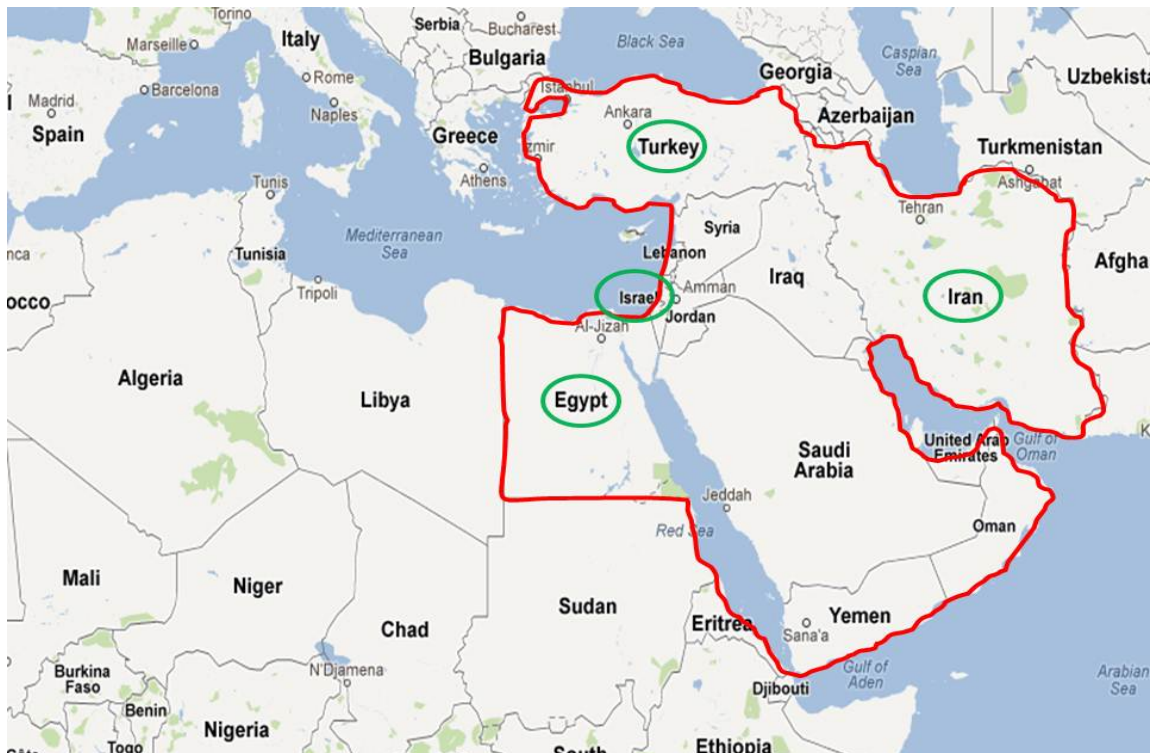 Torino
Marseille
Italy
Serbia
Bucharest
Bulgaria
Black Sea
Georgia
Caspian
Sea
Uzbekista
Barcelona
Rome
Naples
Istanbul
Ankara
Azerbaijan
Madrid
Spain
Greece
Izmir
Turkey
Turkmenistan
Ashgabat
Athens
Tunis
Tehran
Mediterranean
Sea
Syria
Lebanon
Tunisia
Iraq
Afgha
Tripoli
Israel
Amman
Jordan
Iran
occo
Al-Jizah
Algeria
Libya
Egypt
United Arab
Emirates
Gulf of
Oman
Saudi
Arabia
Jeddah
Red Sea
Oman
Mali
Niger
Chad
Sudan
Eritrea
Yemen
Sana'a
N'Djamena
Gulf of
Aden
Arabian
Sea
Burkina
Faso
Djibouti
Benin
Nigeria
Togo
South
Ethiopia